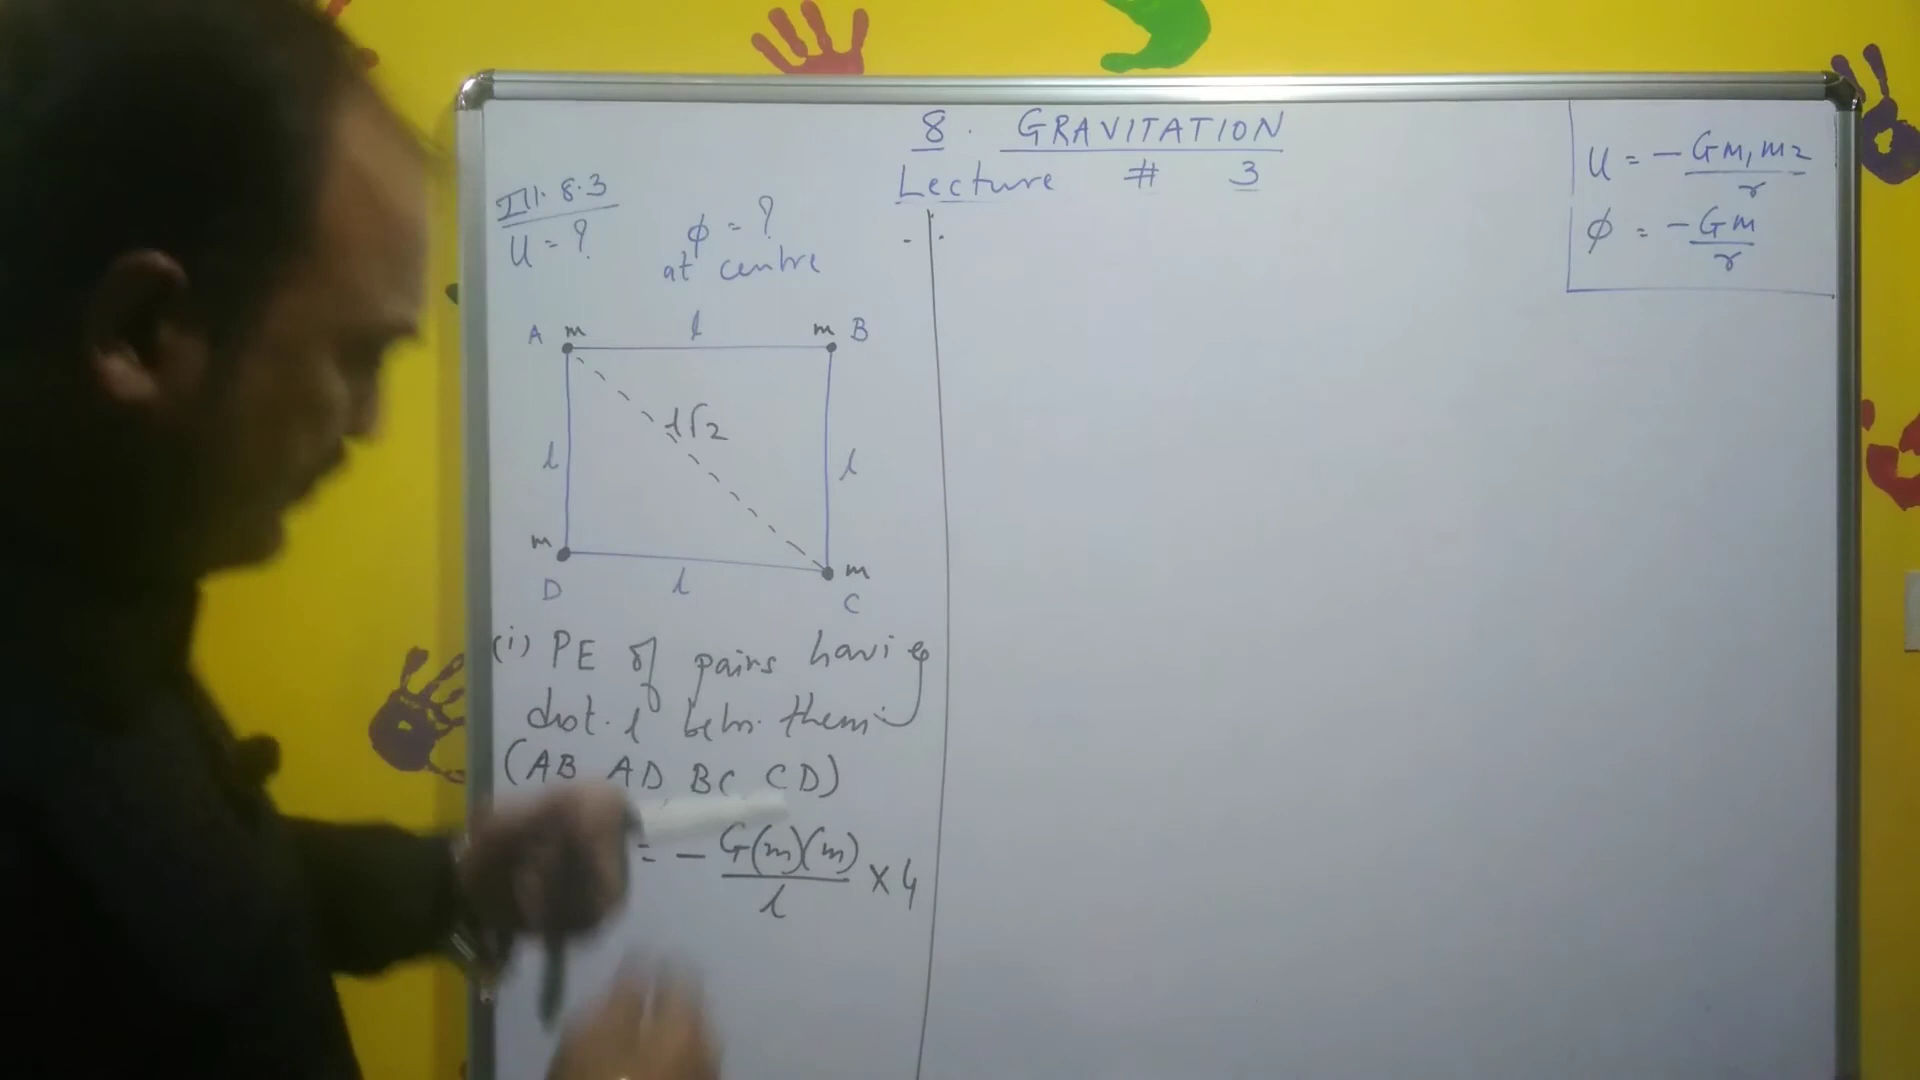 8. GRAVITATION
Lecture # 3
Ill. 8.3
U = ?
φ = ?
at centre
A m l m B
l√2
l l
m m
D l C
(i) PE of pairs having
dist. l betn. them
(AB, AD, BC, CD)
= - G(m)(m)/l × 4
U = - Gm1m2/r
φ = - Gm/r